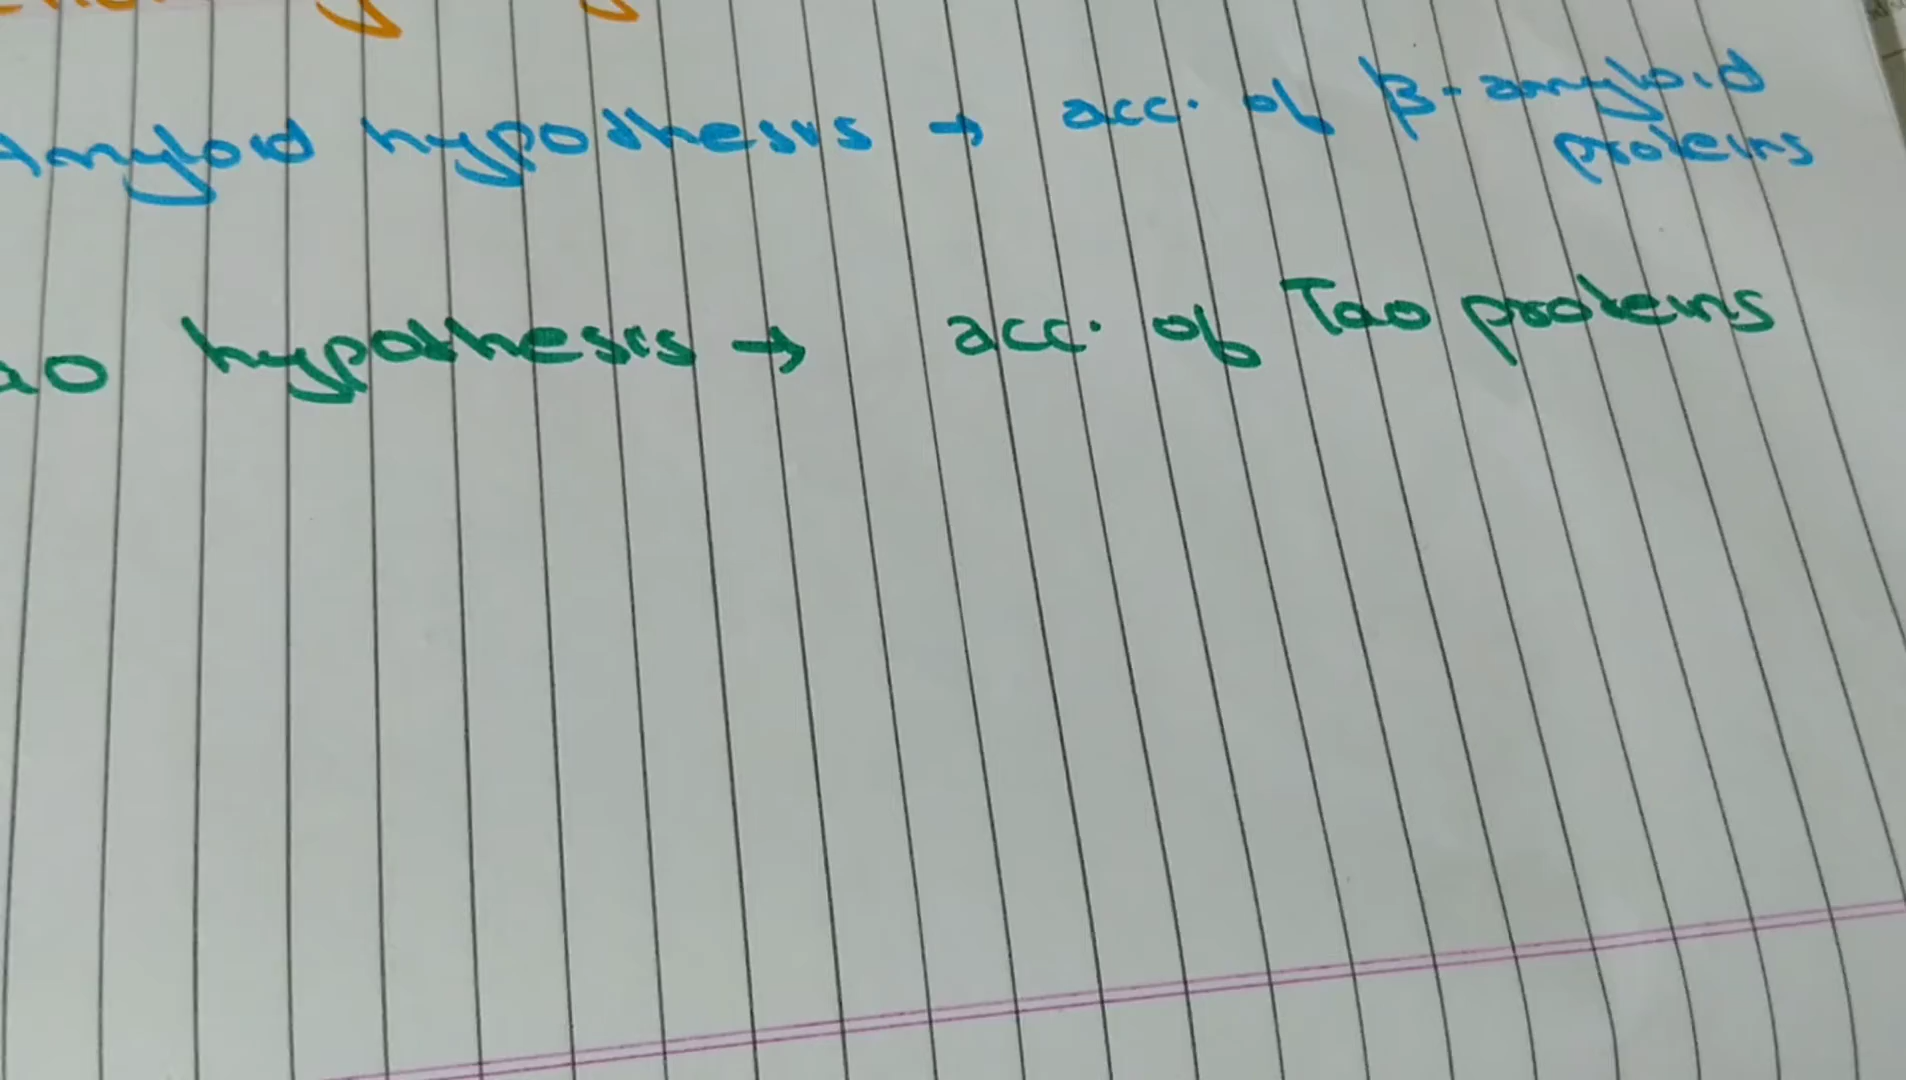 Amyloid hypothesis → acc. of β-amyloid
proteins
ao hypothesis → acc. of Tao proteins